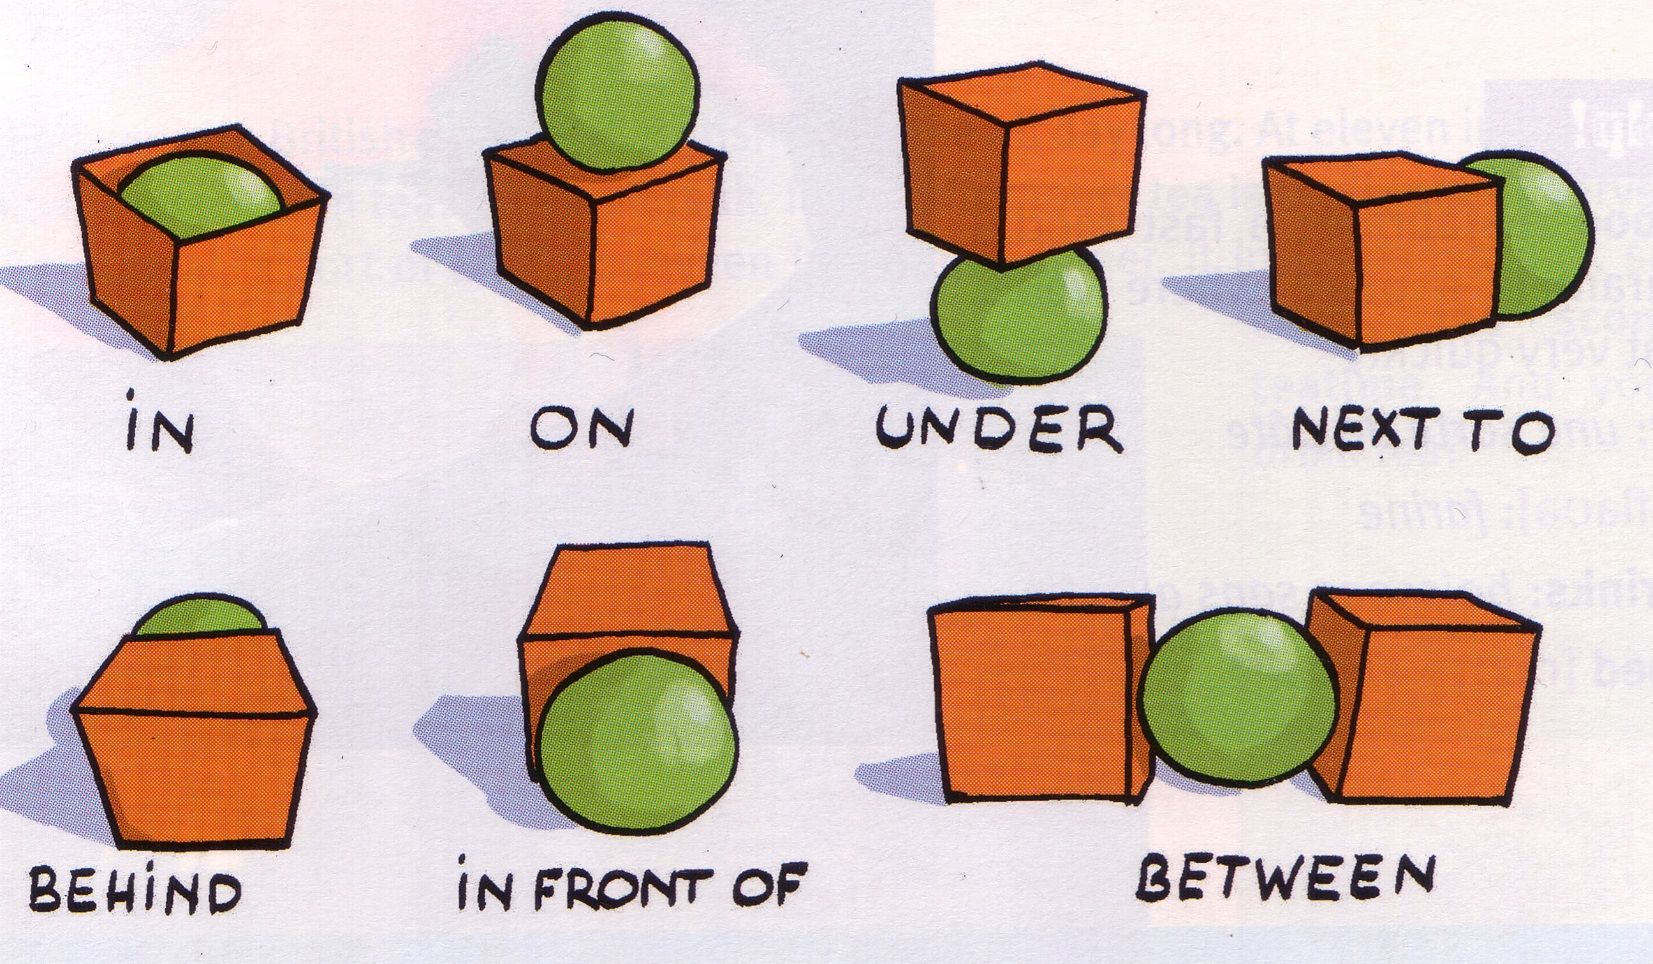 iN
ON
UNDER
NEXT TO
BEHiND
iN FRONT OF
BETWEEN